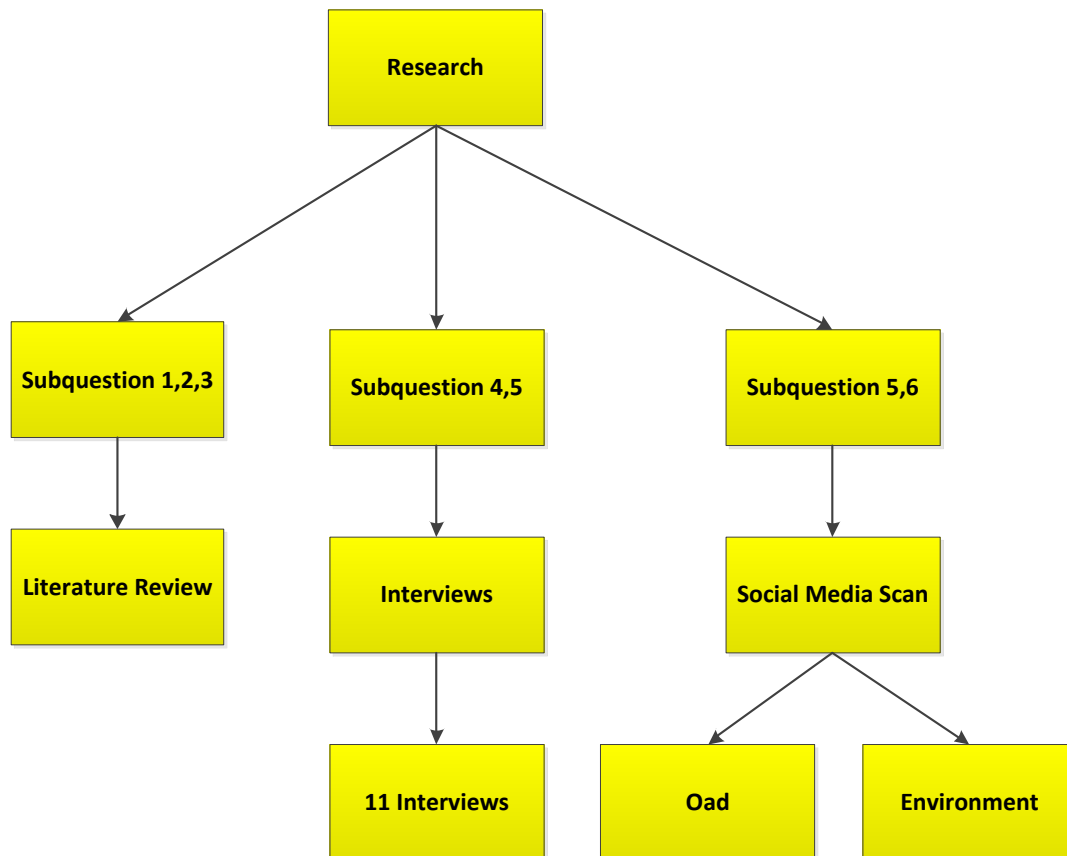 Research
Subquestion 1,2,3
Subquestion 4,5
Subquestion 5,6
Literature Review
Interviews
Social Media Scan
11 Interviews
Oad
Environment